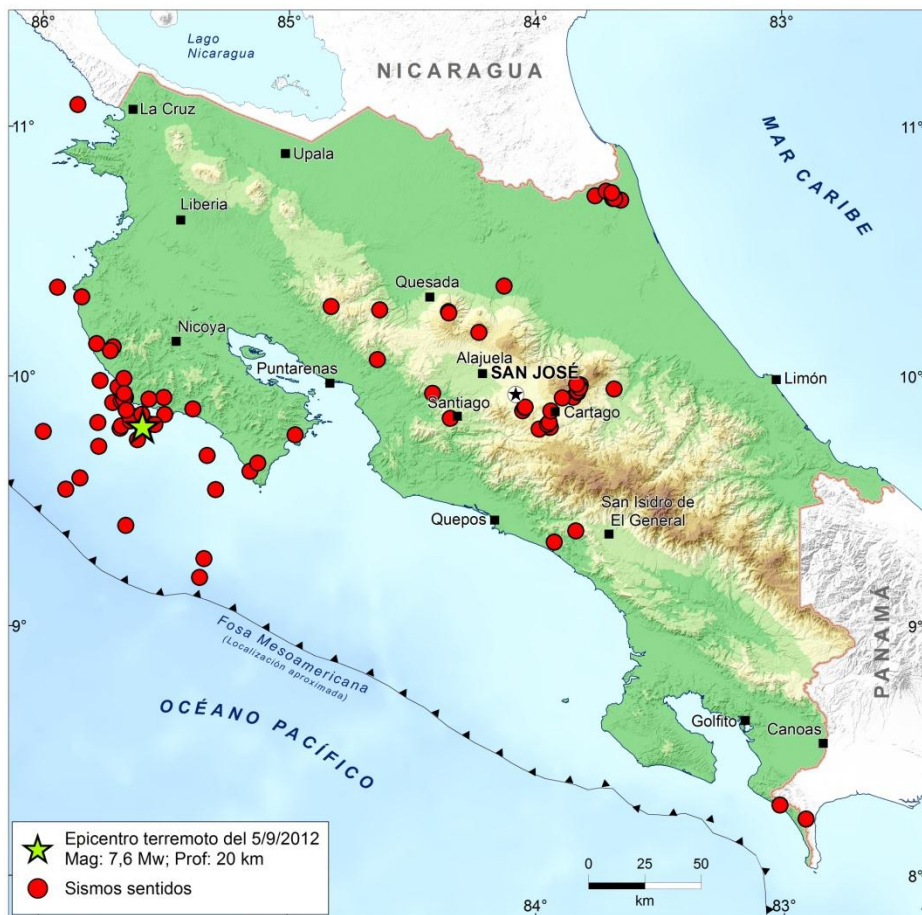 86°
85°
84°
83°
Lago
Nicaragua
NICARAGUA
La Cruz
11°
11°
MAR CARIBE
Upala
Liberia
Quesada
Nicoya
Alajuela
SAN JOSÉ
Puntarenas
10°
10°
Limón
Santiago
Cartago
San Isidro de
El General
Quepos
9°
9°
PANAMÁ
Fosa Mesoamericana
(Localización aproximada)
OCÉANO PACÍFICO
Golfito
Canoas
Epicentro terremoto del 5/9/2012
Mag: 7,6 Mw; Prof: 20 km
Sismos sentidos
0 25 50
km
8°
84°
83°